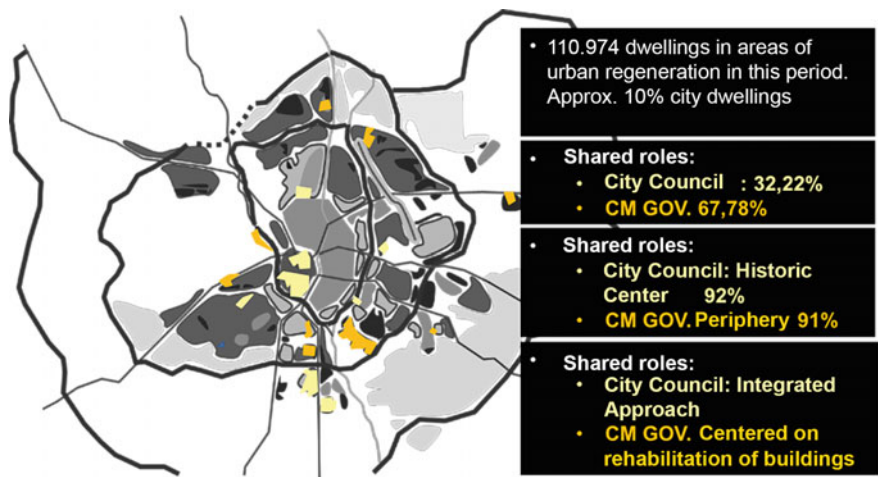 • 110.974 dwellings in areas of
urban regeneration in this period.
Approx. 10% city dwellings
• Shared roles:
• City Council : 32,22%
• CM GOV. 67,78%
• Shared roles:
• City Council: Historic
Center 92%
• CM GOV. Periphery 91%
• Shared roles:
• City Council: Integrated
Approach
• CM GOV. Centered on
rehabilitation of buildings